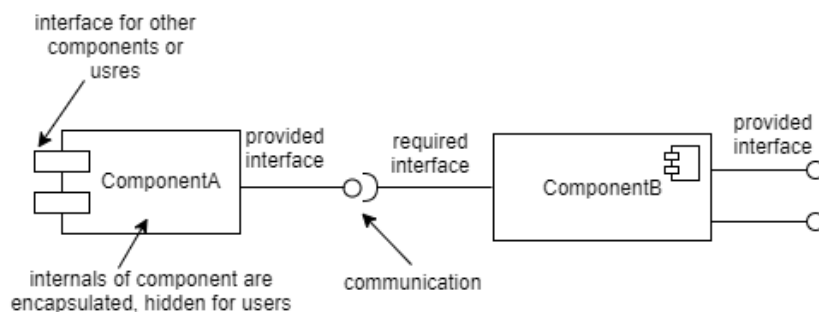 interface for other
components or
usres
provided
interface
required
interface
provided
interface
ComponentA
ComponentB
internals of component are
encapsulated, hidden for users
communication